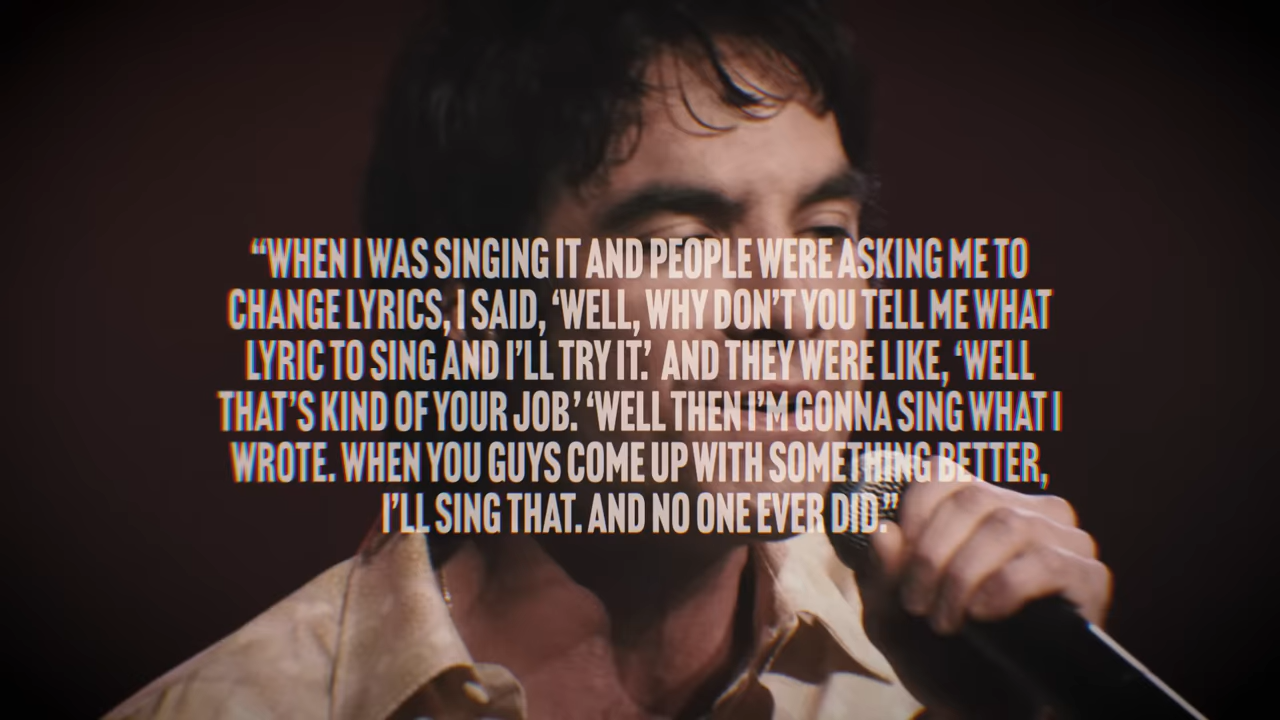 “WHEN I WAS SINGING IT AND PEOPLE WERE ASKING ME TO
CHANGE LYRICS, I SAID, ‘WELL, WHY DON’T YOU TELL ME WHAT
LYRIC TO SING AND I’LL TRY IT.’ AND THEY WERE LIKE, ‘WELL
THAT’S KIND OF YOUR JOB.’ ‘WELL THEN I’M GONNA SING WHAT I
WROTE. WHEN YOU GUYS COME UP WITH SOMETHING BETTER,
I’LL SING THAT. AND NO ONE EVER DID.”